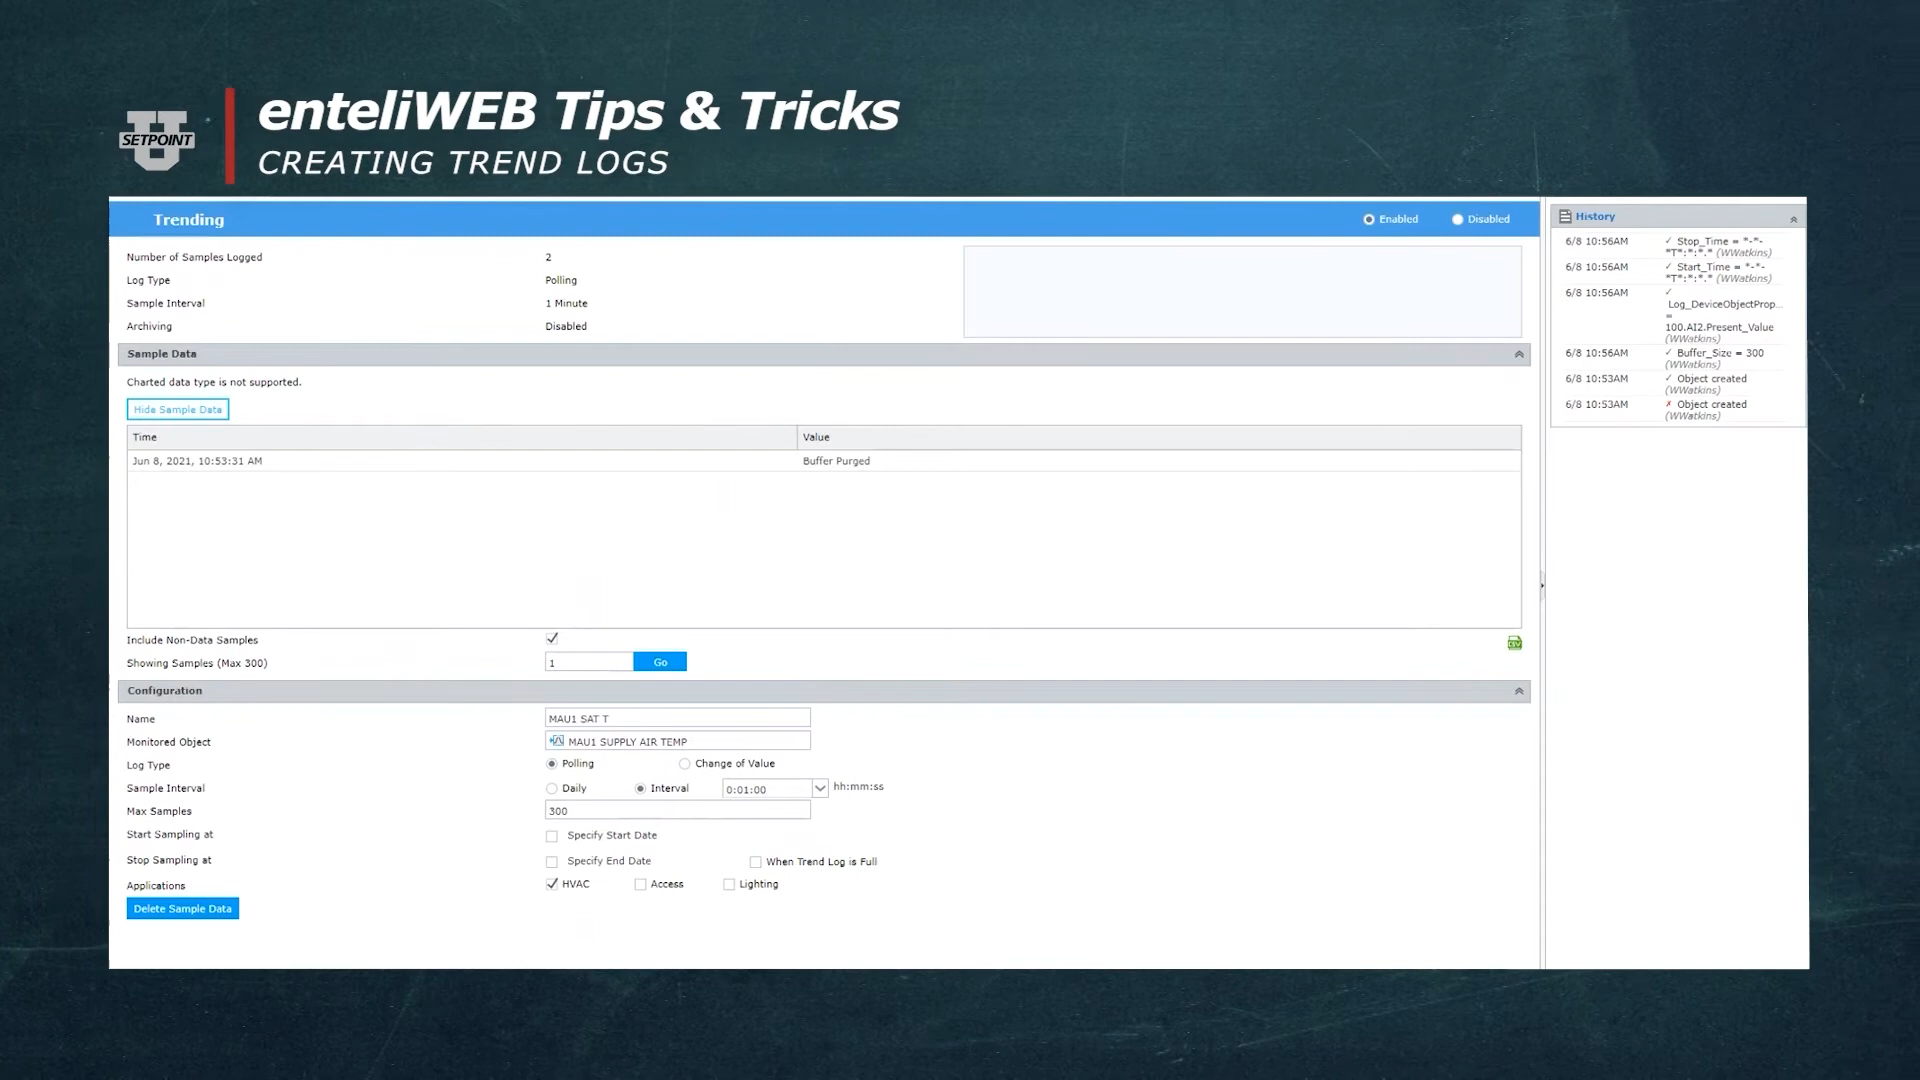 U
SETPOINT
enteliWEB Tips & Tricks
CREATING TREND LOGS
Trending
Enabled
Disabled
Number of Samples Logged 2
Log Type Polling
Sample Interval 1 Minute
Archiving Disabled
Sample Data
Charted data type is not supported.
Hide Sample Data
Time Value
Jun 8, 2021, 10:53:31 AM Buffer Purged
Include Non-Data Samples
CSV
Showing Samples (Max 300) 1 Go
Configuration
Name MAU1 SAT T
Monitored Object MAU1 SUPPLY AIR TEMP
Log Type Polling Change of Value
Sample Interval Daily Interval 0:01:00 hh:mm:ss
Max Samples 300
Start Sampling at Specify Start Date
Stop Sampling at Specify End Date When Trend Log is Full
Applications HVAC Access Lighting
Delete Sample Data
History
6/8 10:56AM Stop_Time = *-*-
*T*:*:*.* (WWatkins)
6/8 10:56AM Start_Time = *-*-
*T*:*:*.* (WWatkins)
6/8 10:56AM
Log_DeviceObjectProp...
=
100.AI2.Present_Value
(WWatkins)
6/8 10:56AM Buffer_Size = 300
(WWatkins)
6/8 10:53AM Object created
(WWatkins)
6/8 10:53AM Object created
(WWatkins)